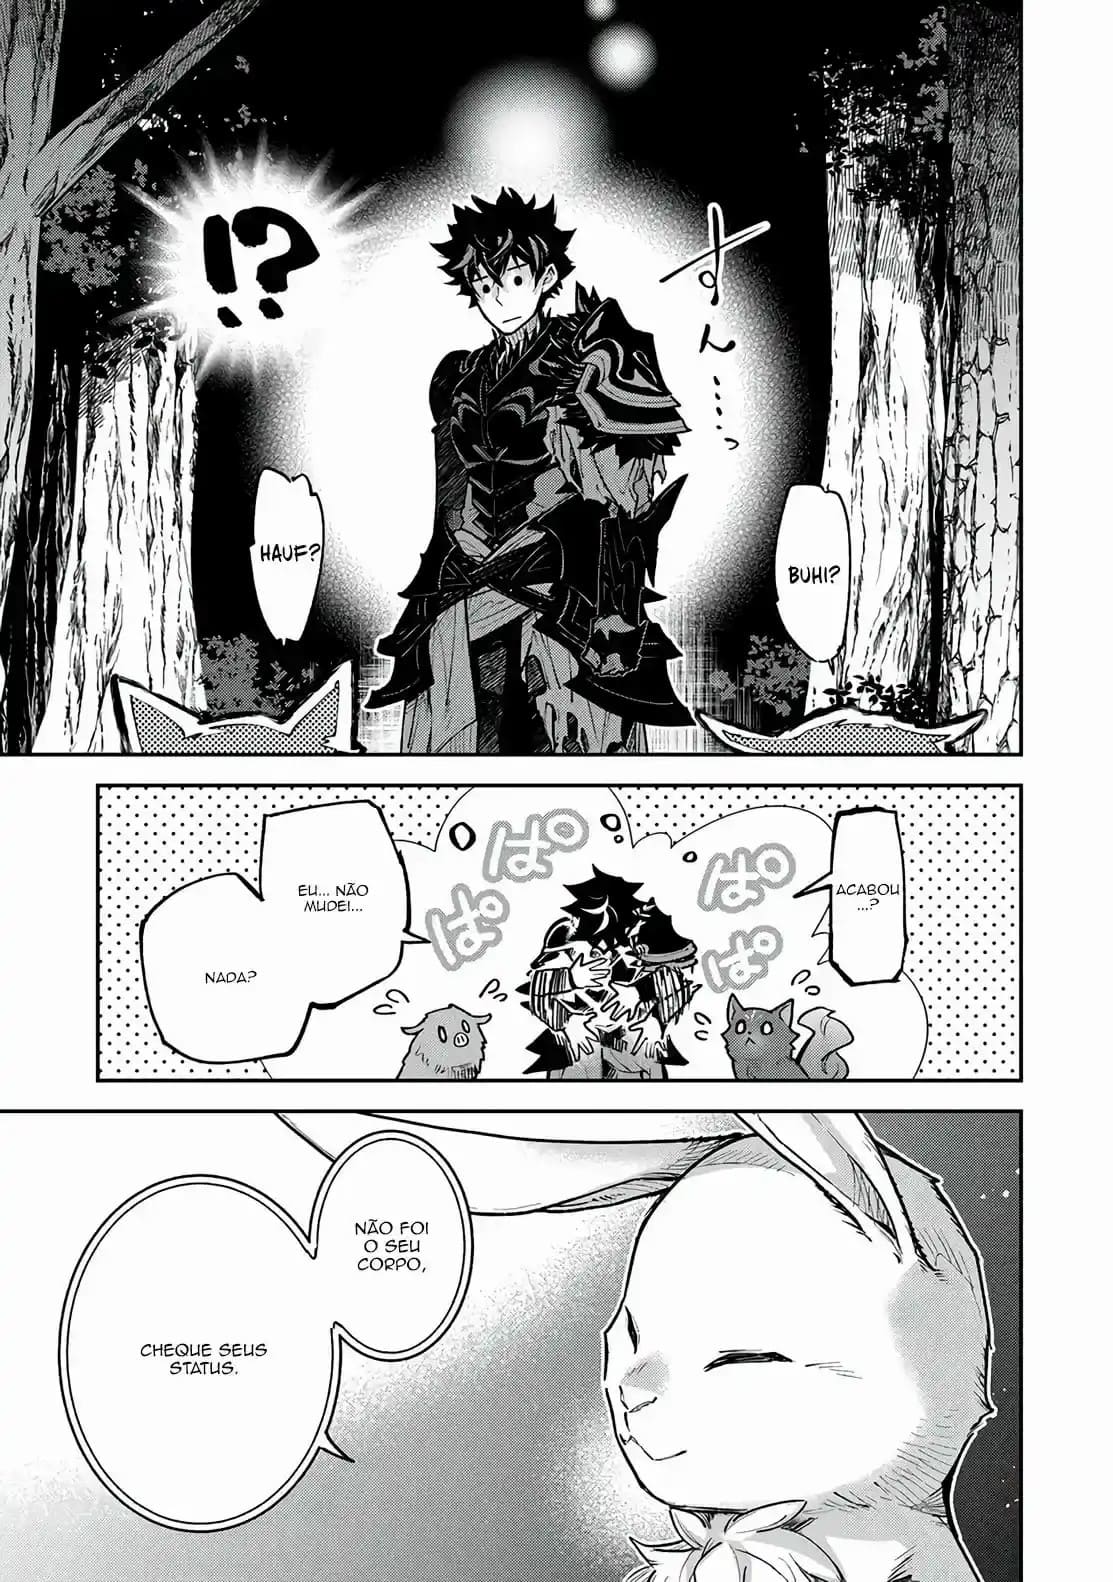 !?
すん…
BUHI?
HAUF?
ACABOU
...?
ぱ
ぱ
ぱ
ぱ
EU... NÃO
MUDEI...
NADA?
NÃO FOI
O SEU
CORPO,
CHEQUE SEUS
STATUS.